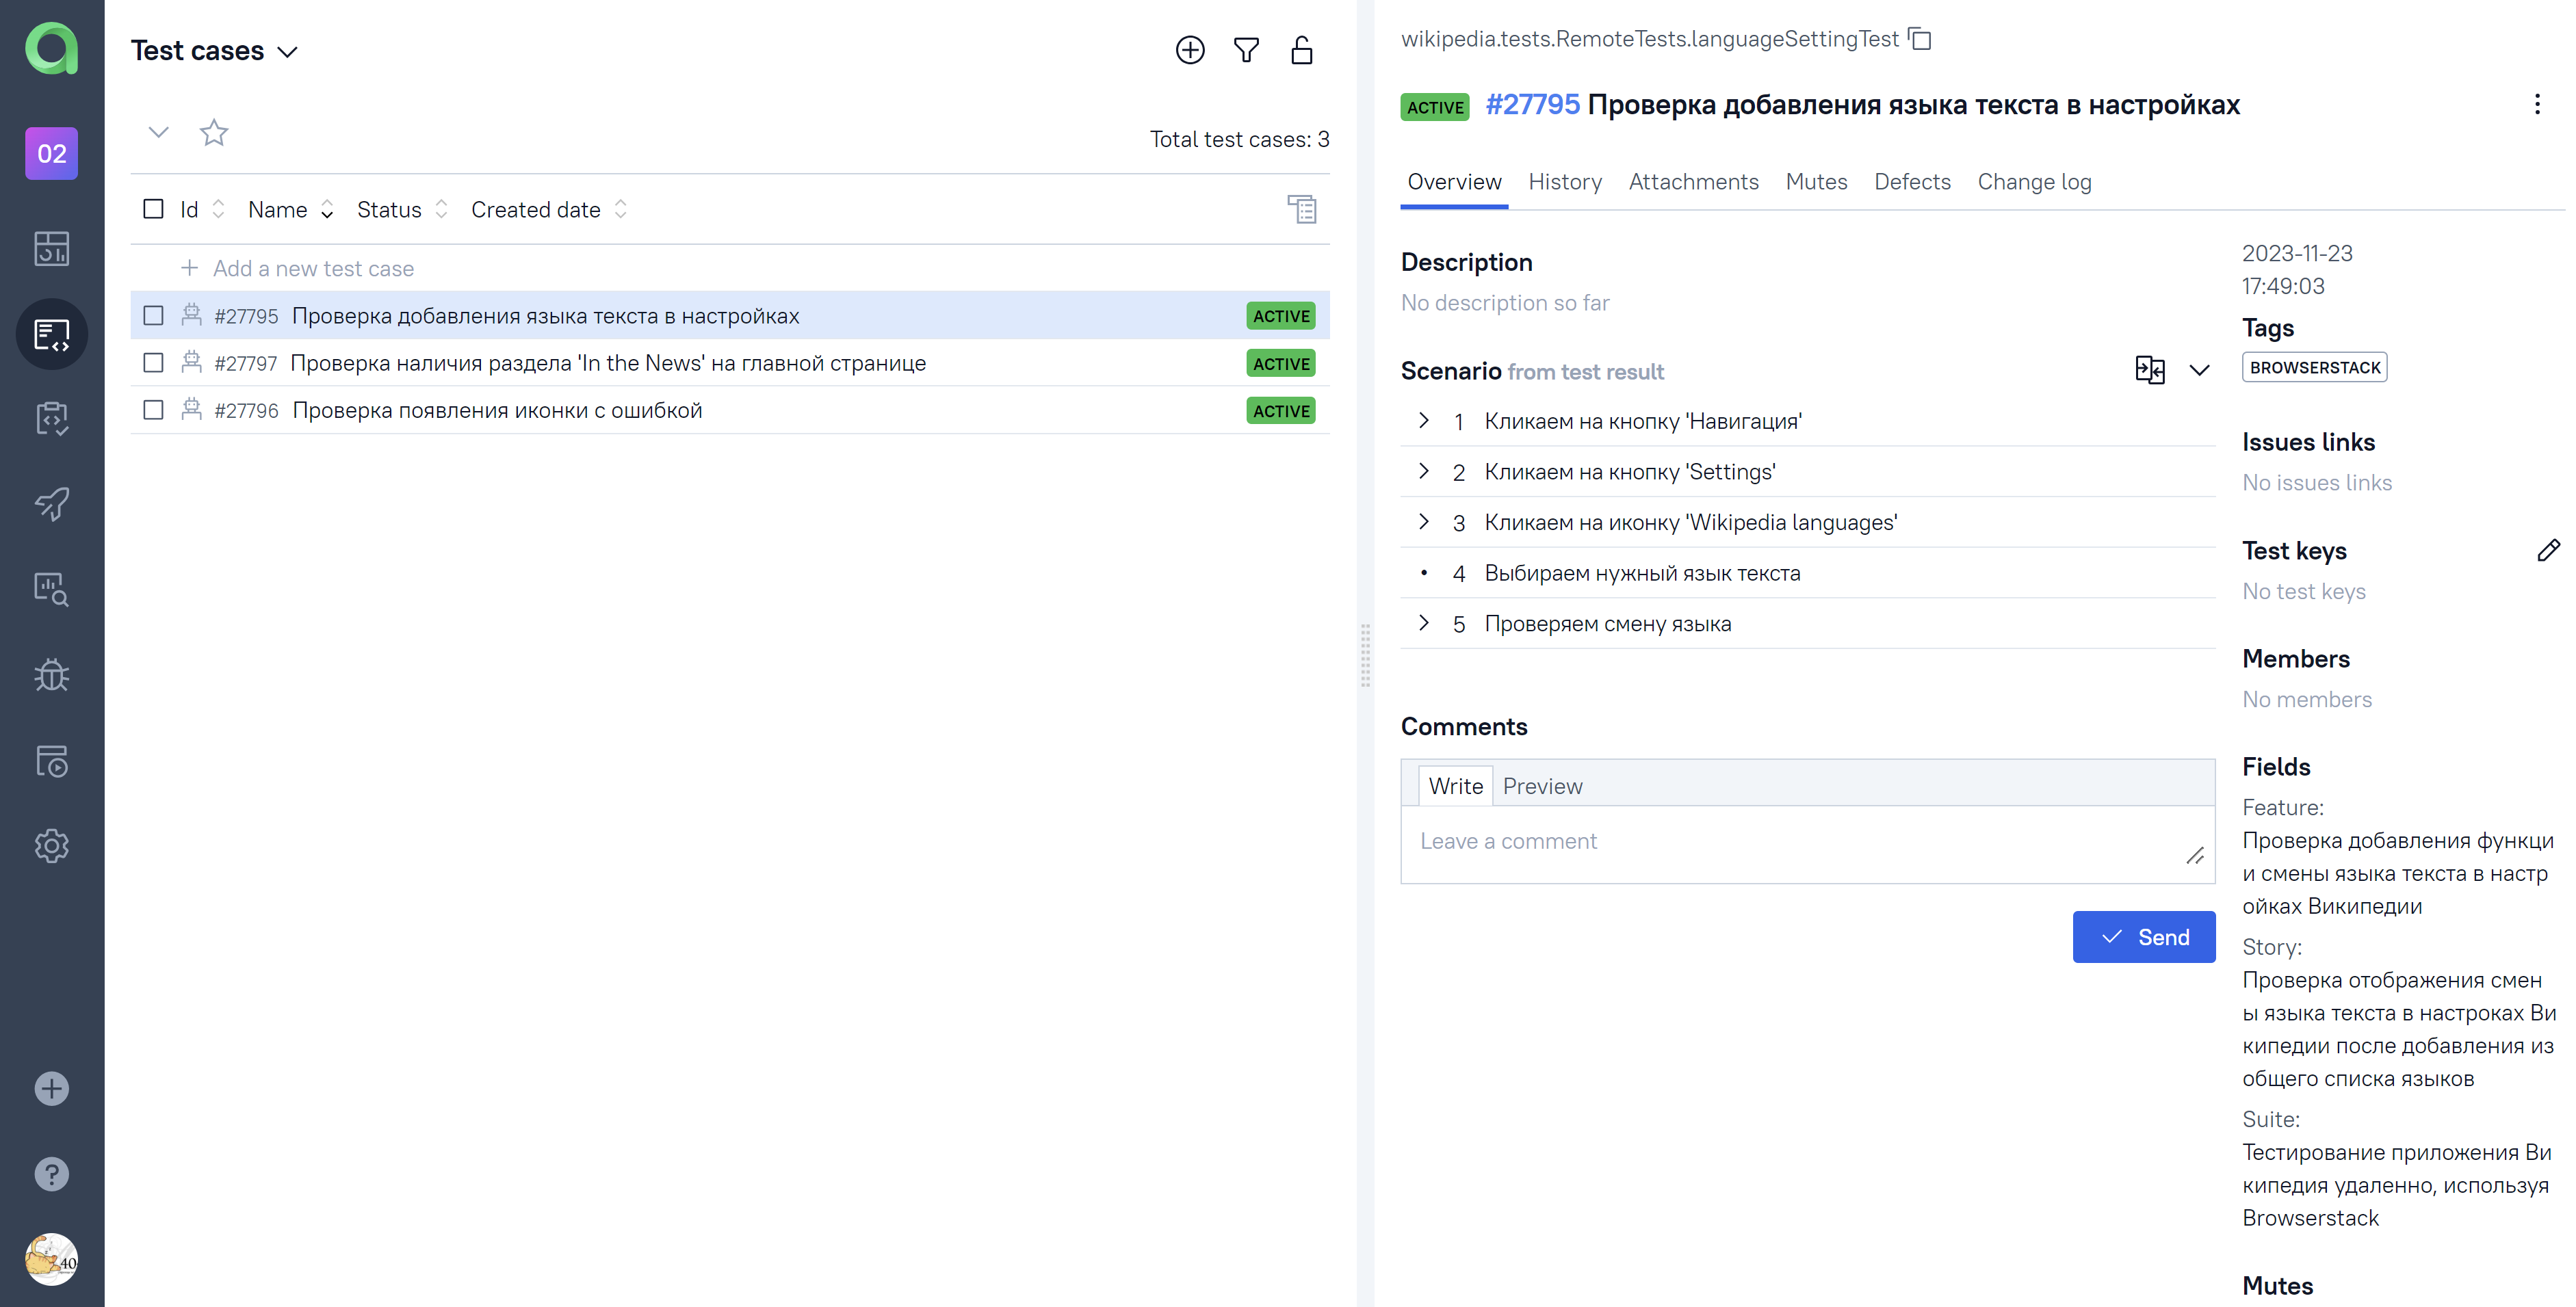 02
40
Test cases
Total test cases: 3
Id Name Status Created date
Add a new test case
#27795 Проверка добавления языка текста в настройках ACTIVE
#27797 Проверка наличия раздела 'In the News' на главной странице ACTIVE
#27796 Проверка появления иконки с ошибкой ACTIVE
wikipedia.tests.RemoteTests.languageSettingTest
ACTIVE #27795 Проверка добавления языка текста в настройках
Overview History Attachments Mutes Defects Change log
Description
No description so far
Scenario from test result
1 Кликаем на кнопку 'Навигация'
2 Кликаем на кнопку 'Settings'
3 Кликаем на иконку 'Wikipedia languages'
4 Выбираем нужный язык текста
5 Проверяем смену языка
Comments
Write Preview
Leave a comment
Send
2023-11-23
17:49:03
Tags
BROWSERSTACK
Issues links
No issues links
Test keys
No test keys
Members
No members
Fields
Feature:
Проверка добавления функци
и смены языка текста в настр
ойках Википедии
Story:
Проверка отображения смен
ы языка текста в настроках Ви
кипедии после добавления из
общего списка языков
Suite:
Тестирование приложения Ви
кипедия удаленно, используя
Browserstack
Mutes